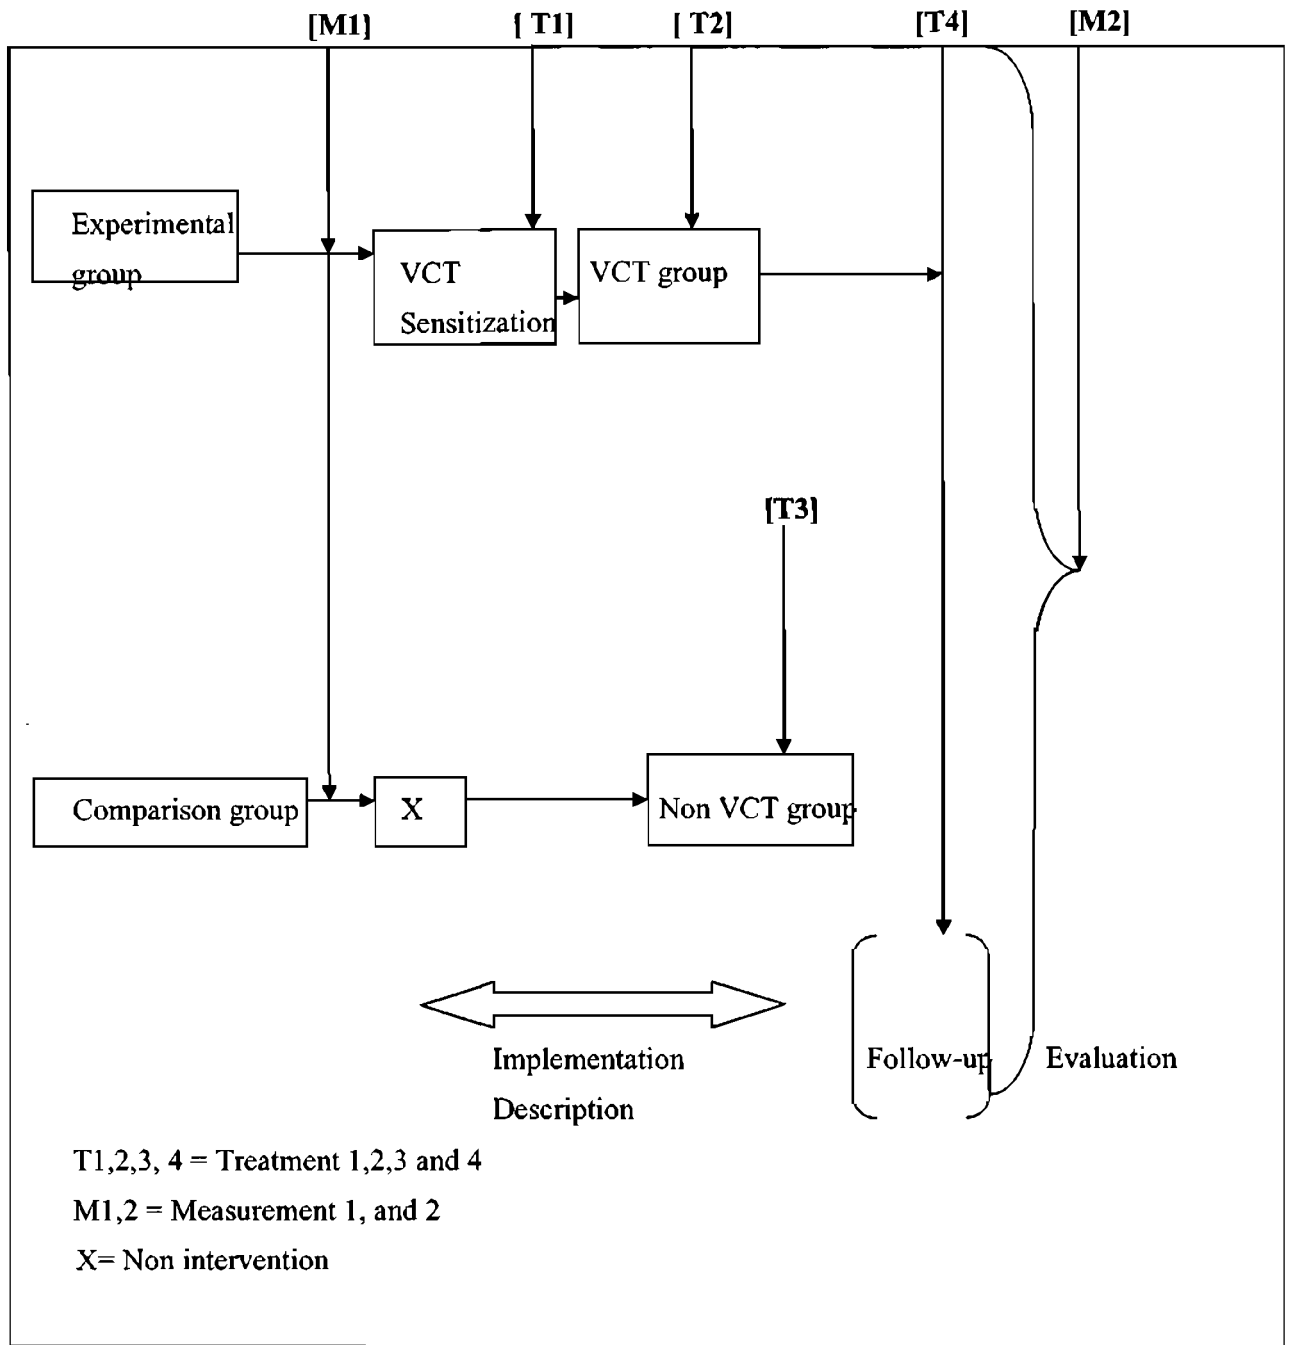 [M1] [ T1] [ T2] [T4] [M2]
Experimental
group
VCT
Sensitization
VCT group
[T3]
Comparison group
X
Non VCT group
Implementation
Description
Follow-up
Evaluation
T1,2,3, 4 = Treatment 1,2,3 and 4
M1,2 = Measurement 1, and 2
X= Non intervention